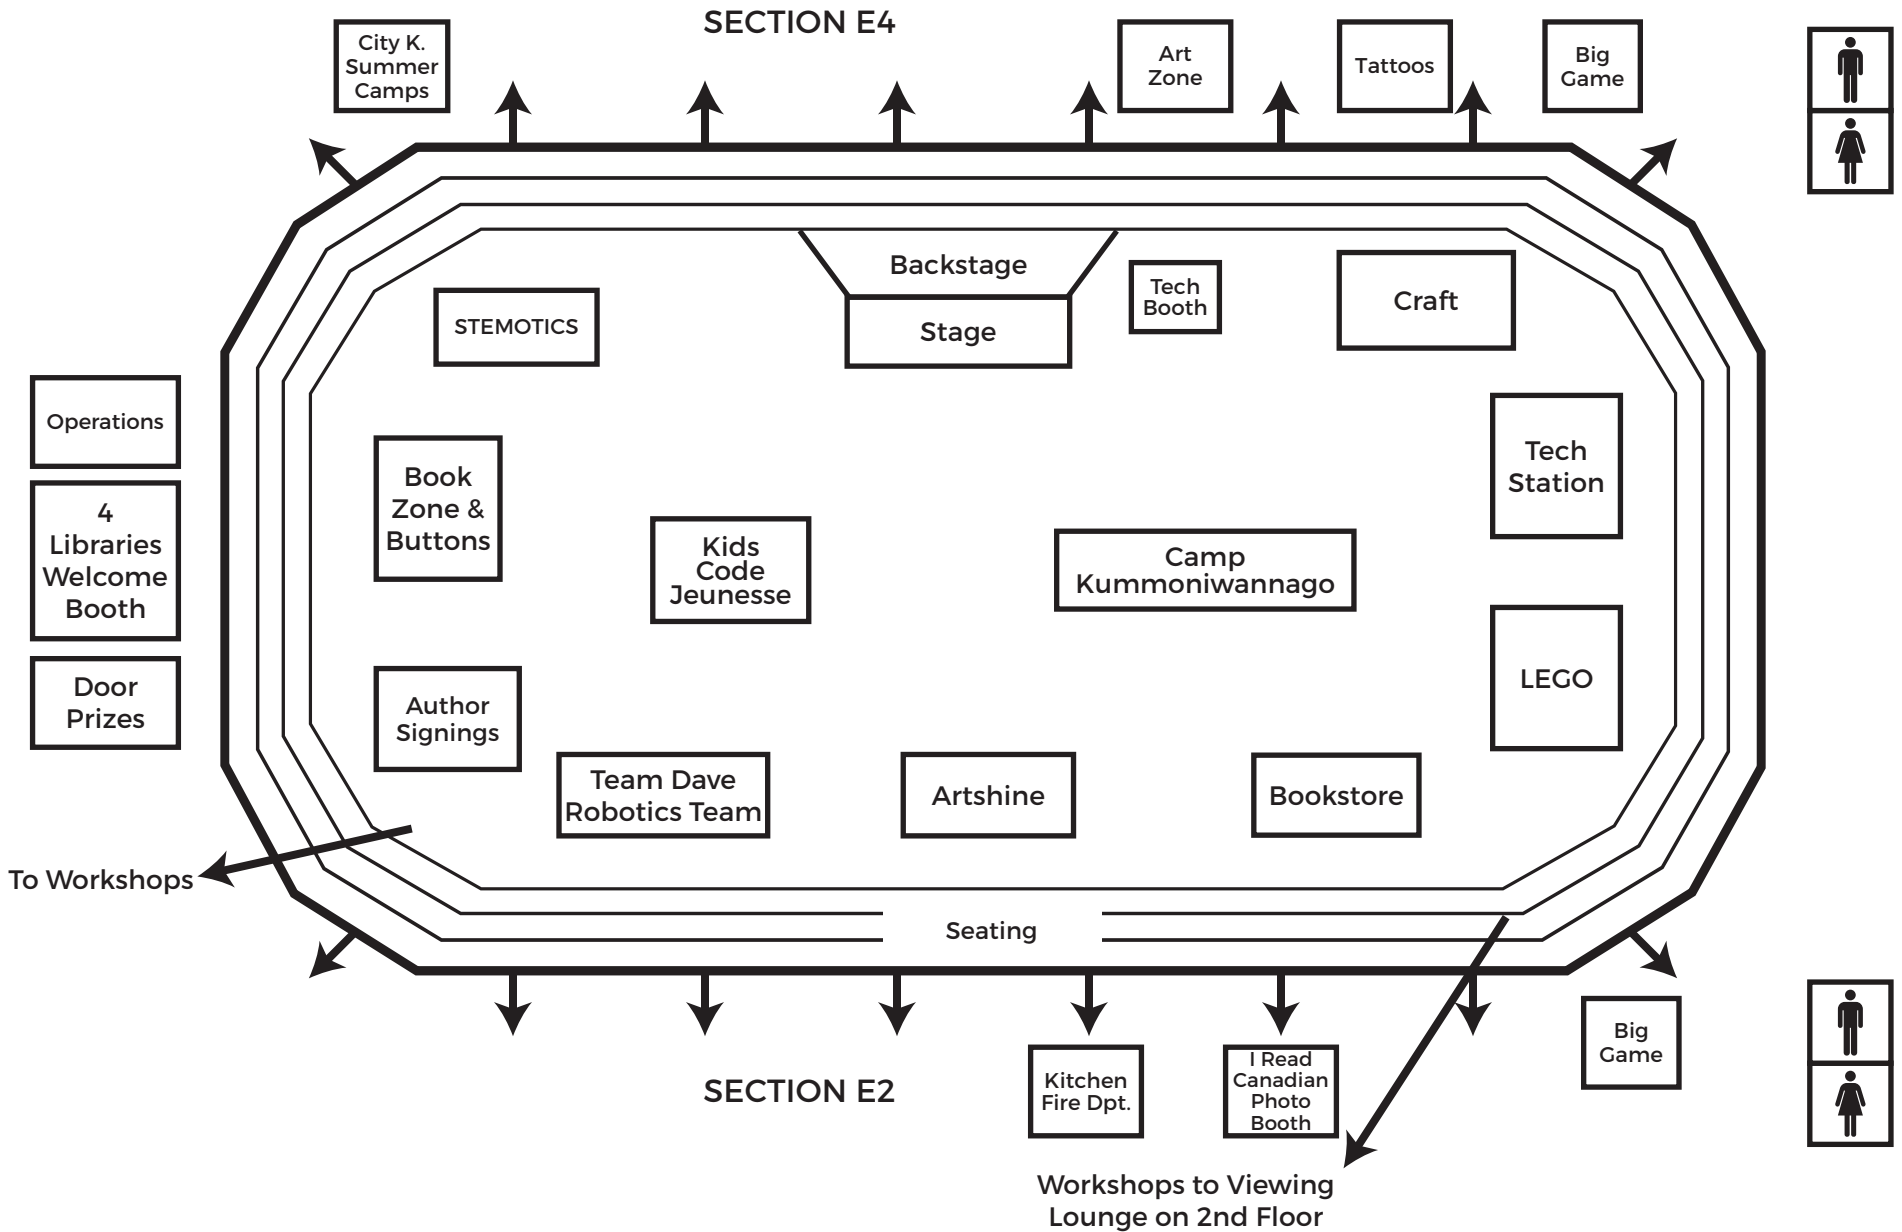 SECTION E4
City K.
Summer
Camps
Art
Zone
Tattoos
Big
Game
Backstage
Stage
Tech
Booth
Craft
STEMOTICS
Operations
4
Libraries
Welcome
Booth
Door
Prizes
Book
Zone &
Buttons
Kids
Code
Jeunesse
Camp
Kummoniwannago
Tech
Station
LEGO
Author
Signings
Team Dave
Robotics Team
Artshine
Bookstore
To Workshops
Seating
SECTION E2
Kitchen
Fire Dpt.
I Read
Canadian
Photo
Booth
Big
Game
Workshops to Viewing
Lounge on 2nd Floor